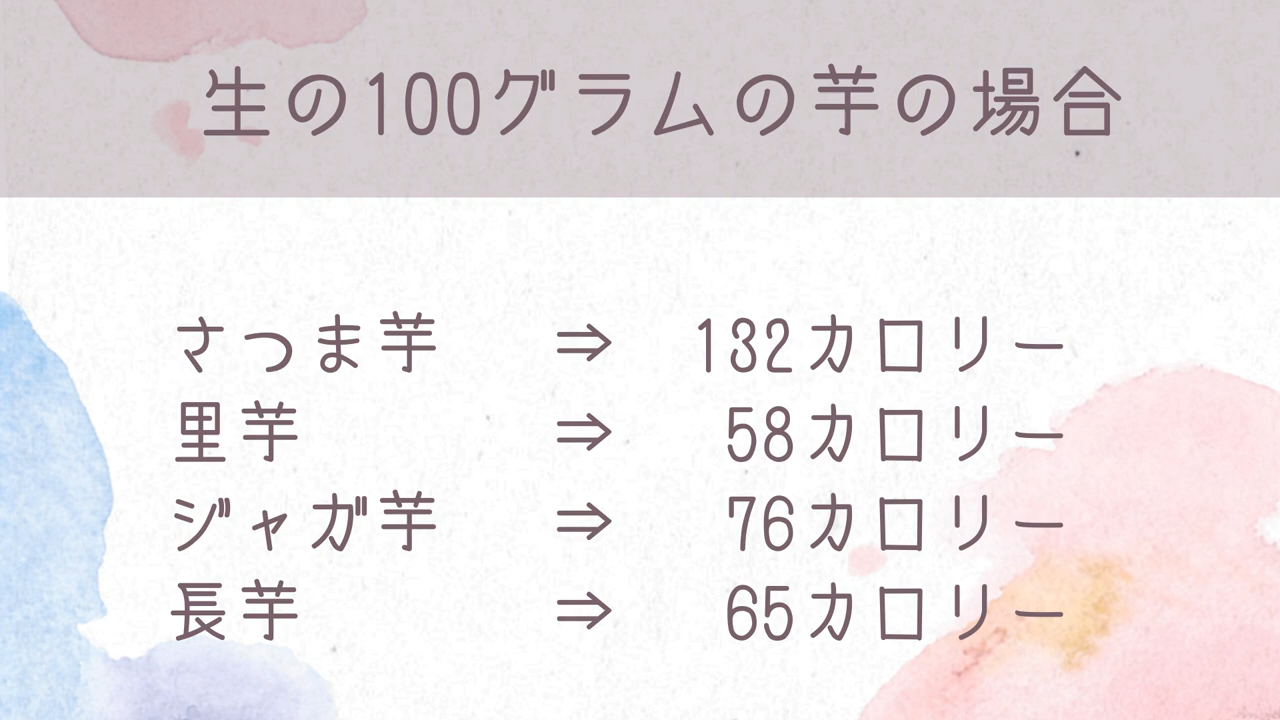 生の100グラムの芋の場合
さつま芋 ⇒ 132カロリー
里芋 ⇒ 58カロリー
ジャガ芋 ⇒ 76カロリー
長芋 ⇒ 65カロリー